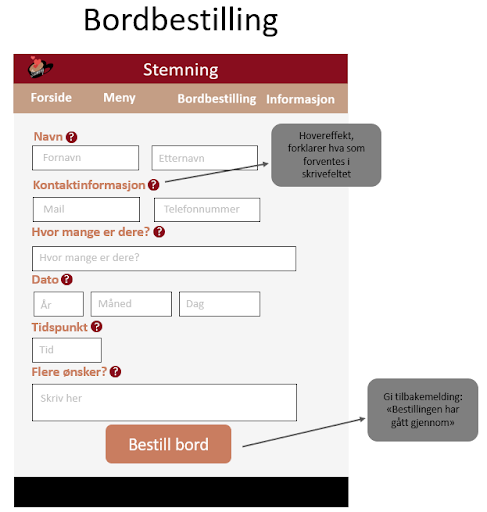 Bordbestilling
Stemning
Forside Meny Bordbestilling Informasjon
Navn ?
Fornavn Etternavn
Hovereffekt,
forklarer hva som
forventes i
skrivefeltet
Kontaktinformasjon ?
Mail Telefonnummer
Hvor mange er dere? ?
Hvor mange er dere?
Dato ?
År Måned Dag
Tidspunkt ?
Tid
Flere ønsker? ?
Skriv her
Gi tilbakemelding:
«Bestillingen har
gått gjennom»
Bestill bord